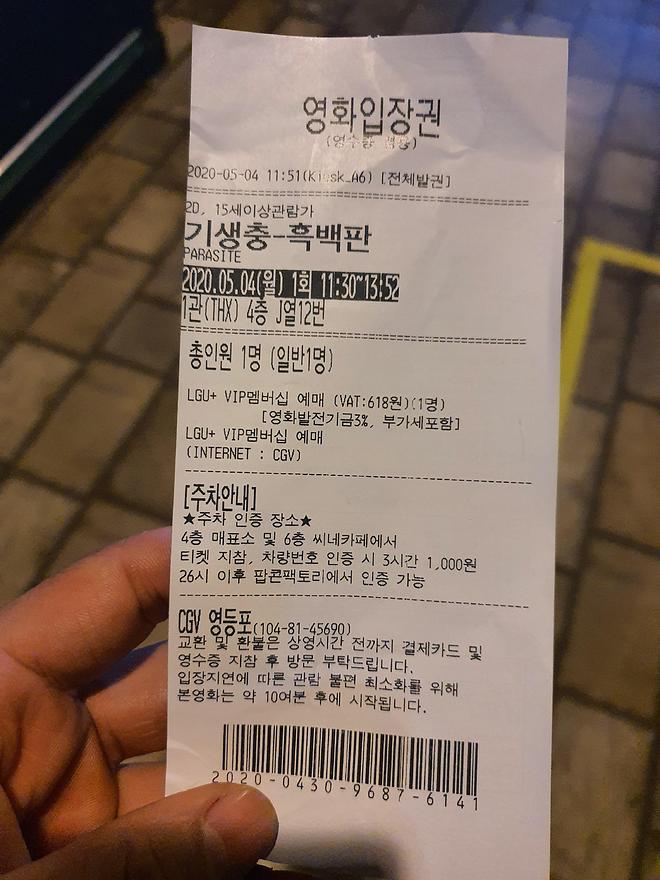 영화입장권
(영수증 겸용)
2020-05-04 11:51(Kiosk_A6) [전체발권]
2D, 15세이상관람가
기생충-흑백판
PARASITE
2020.05.04(월) 1회 11:30~13:52
1관(THX) 4층 J열12번
총인원 1명 (일반1명)
LGU+ VIP멤버십 예매 (VAT:618원)(1명)
[영화발전기금3%, 부가세포함]
LGU+ VIP멤버십 예매
(INTERNET : CGV)
[주차안내]
★주차 인증 장소★
4층 매표소 및 6층 씨네카페에서
티켓 지참, 차량번호 인증 시 3시간 1,000원
26시 이후 팝콘팩토리에서 인증 가능
CGV 영등포(104-81-45690)
교환 및 환불은 상영시간 전까지 결제카드 및
영수증 지참 후 방문 부탁드립니다.
입장지연에 따른 관람 불편 최소화를 위해
본영화는 약 10여분 후에 시작됩니다.
2020-0430-9687-6141